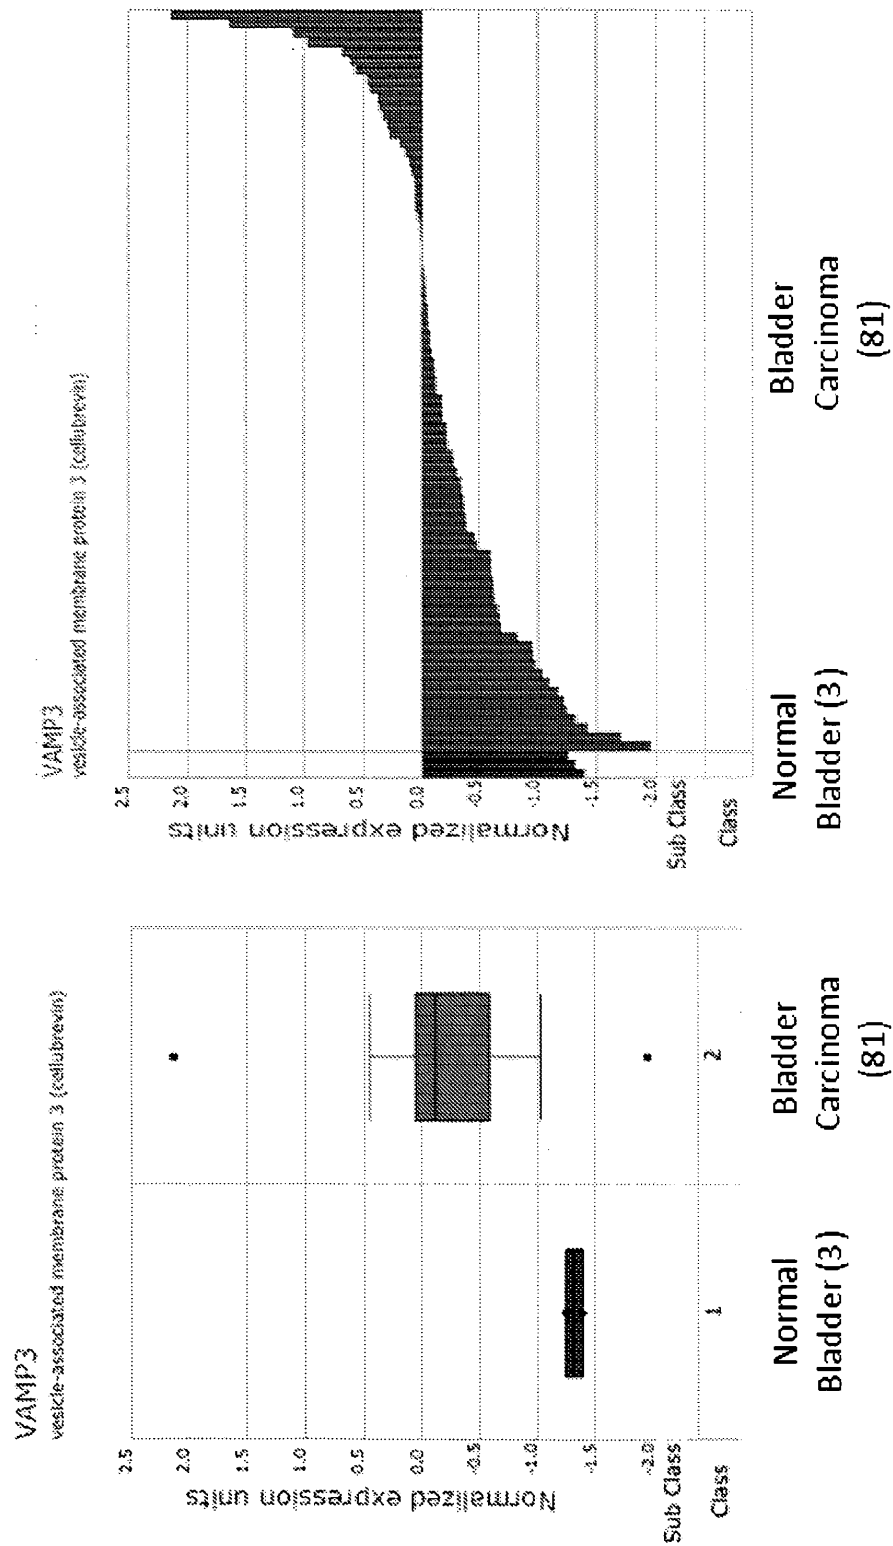 VAMP3
vesicle-associated membrane protein 3 (cellubrevin)
Normalized expression units
2.5
2.0
1.5
1.0
0.5
0.0
-0.5
-1.0
-1.5
-2.0
Sub Class
Class
1
2
Normal
Bladder (3)
Bladder
Carcinoma
(81)
VAMP3
vesicle-associated membrane protein 3 (cellubrevin)
Normalized expression units
2.5
2.0
1.5
1.0
0.5
0.0
-0.5
-1.0
-1.5
-2.0
Sub Class
Class
Normal
Bladder (3)
Bladder
Carcinoma
(81)